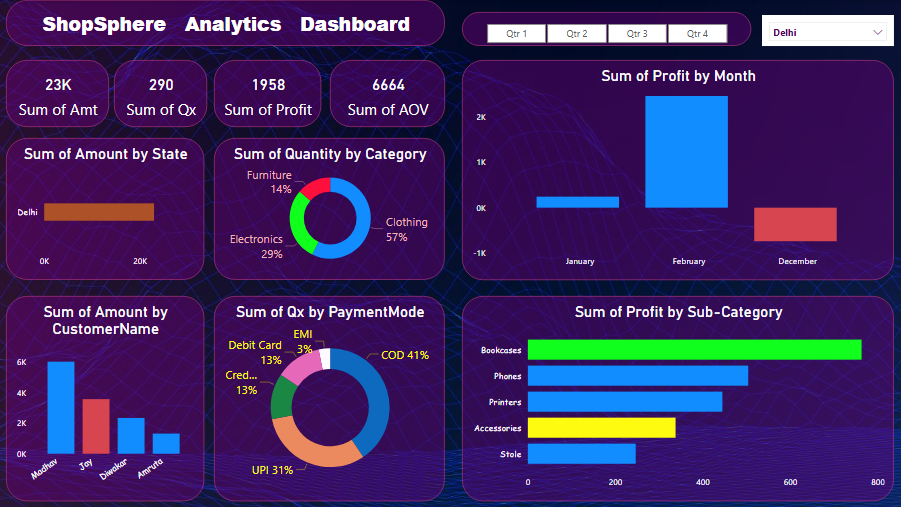 ShopSphere Analytics Dashboard
Qtr 1 Qtr 2 Qtr 3 Qtr 4
Delhi
23K
Sum of Amt
290
Sum of Qx
1958
Sum of Profit
6664
Sum of AOV
Sum of Profit by Month
2K
1K
0K
-1K
January February December
Sum of Amount by State
Delhi
0K 20K
Sum of Quantity by Category
Furniture
14%
Clothing
57%
Electronics
29%
Sum of Amount by
CustomerName
6K
4K
2K
0K
Madhav Jay Diwakar Amruta
Sum of Qx by PaymentMode
EMI
3%
Debit Card
13%
COD 41%
Cred...
13%
UPI 31%
Sum of Profit by Sub-Category
Bookcases
Phones
Printers
Accessories
Stole
0 200 400 600 800